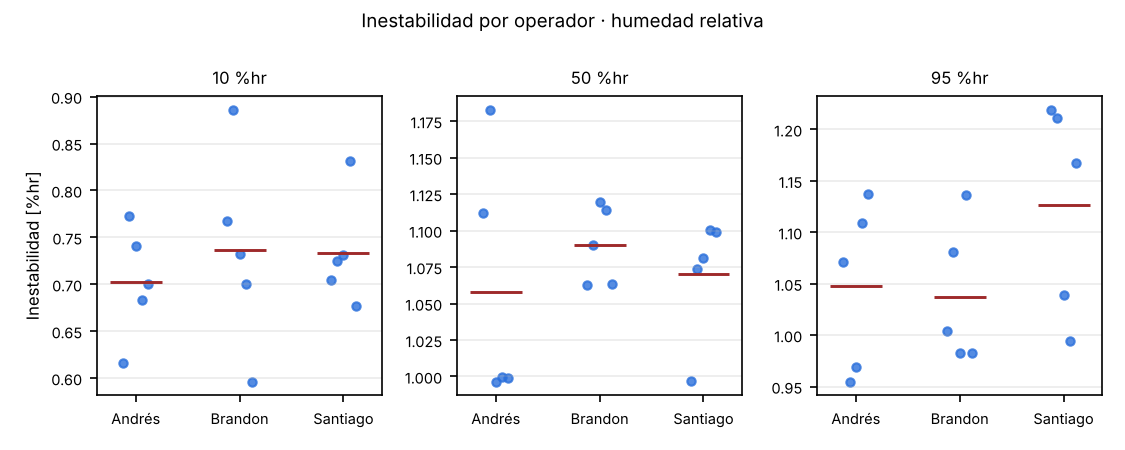 Inestabilidad por operador · humedad relativa
10 %hr
50 %hr
95 %hr
Inestabilidad [%hr]
0.90
0.85
0.80
0.75
0.70
0.65
0.60
Andrés
Brandon
Santiago
1.175
1.150
1.125
1.100
1.075
1.050
1.025
1.000
Andrés
Brandon
Santiago
1.20
1.15
1.10
1.05
1.00
0.95
Andrés
Brandon
Santiago